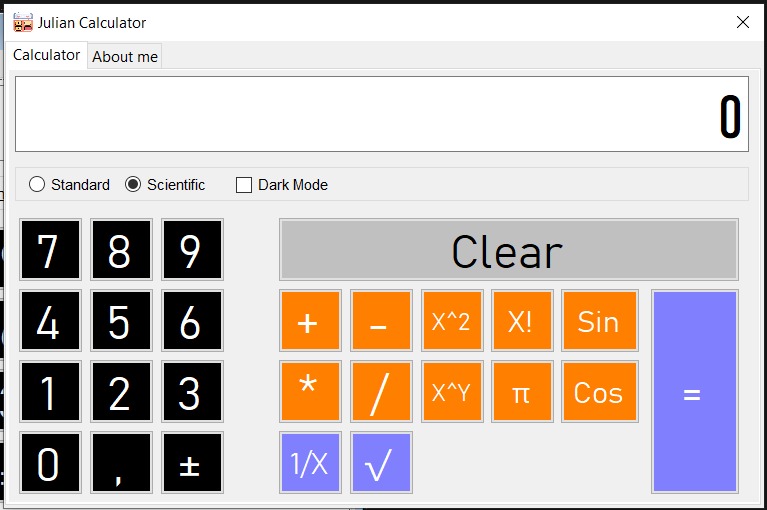 Julian Calculator
Calculator About me
0
Standard Scientific Dark Mode
7 8 9 Clear
4 5 6 + - X^2 X! Sin
1 2 3 * / X^Y π Cos =
0 , ± 1/X √